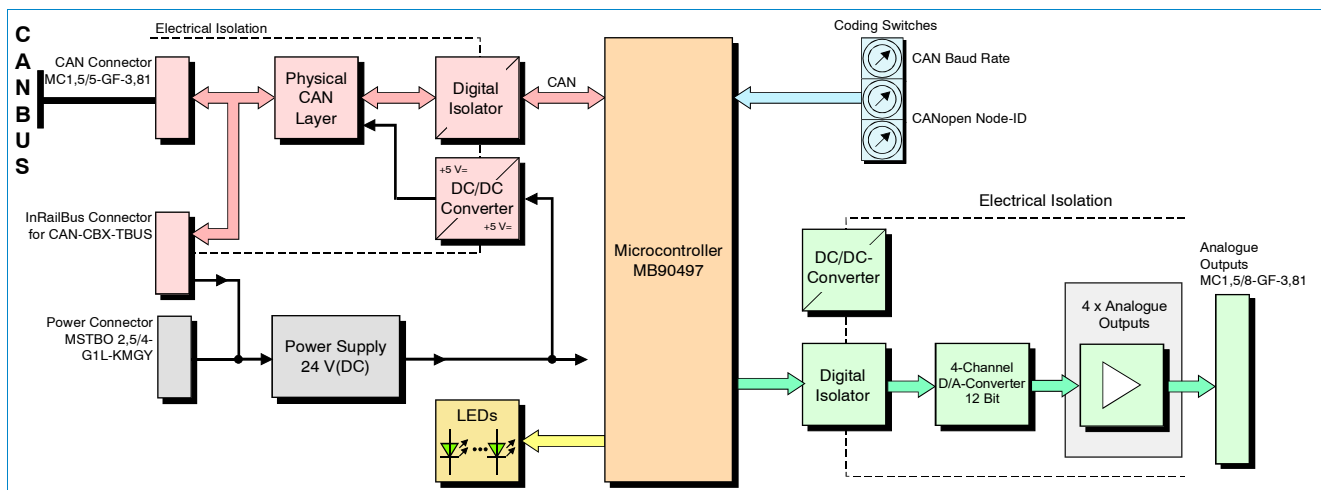 CANBUS
Electrical Isolation
CAN Connector
MC1,5/5-GF-3,81
Physical
CAN
Layer
Digital
Isolator
CAN
+5 V=
DC/DC
Converter
+5 V=
InRailBus Connector
for CAN-CBX-TBUS
Power Connector
MSTBO 2,5/4-
G1L-KMGY
Power Supply
24 V(DC)
LEDs
Microcontroller
MB90497
Coding Switches
CAN Baud Rate
CANopen Node-ID
Electrical Isolation
DC/DC-
Converter
Digital
Isolator
4-Channel
D/A-Converter
12 Bit
4 x Analogue
Outputs
Analogue
Outputs
MC1,5/8-GF-3,81